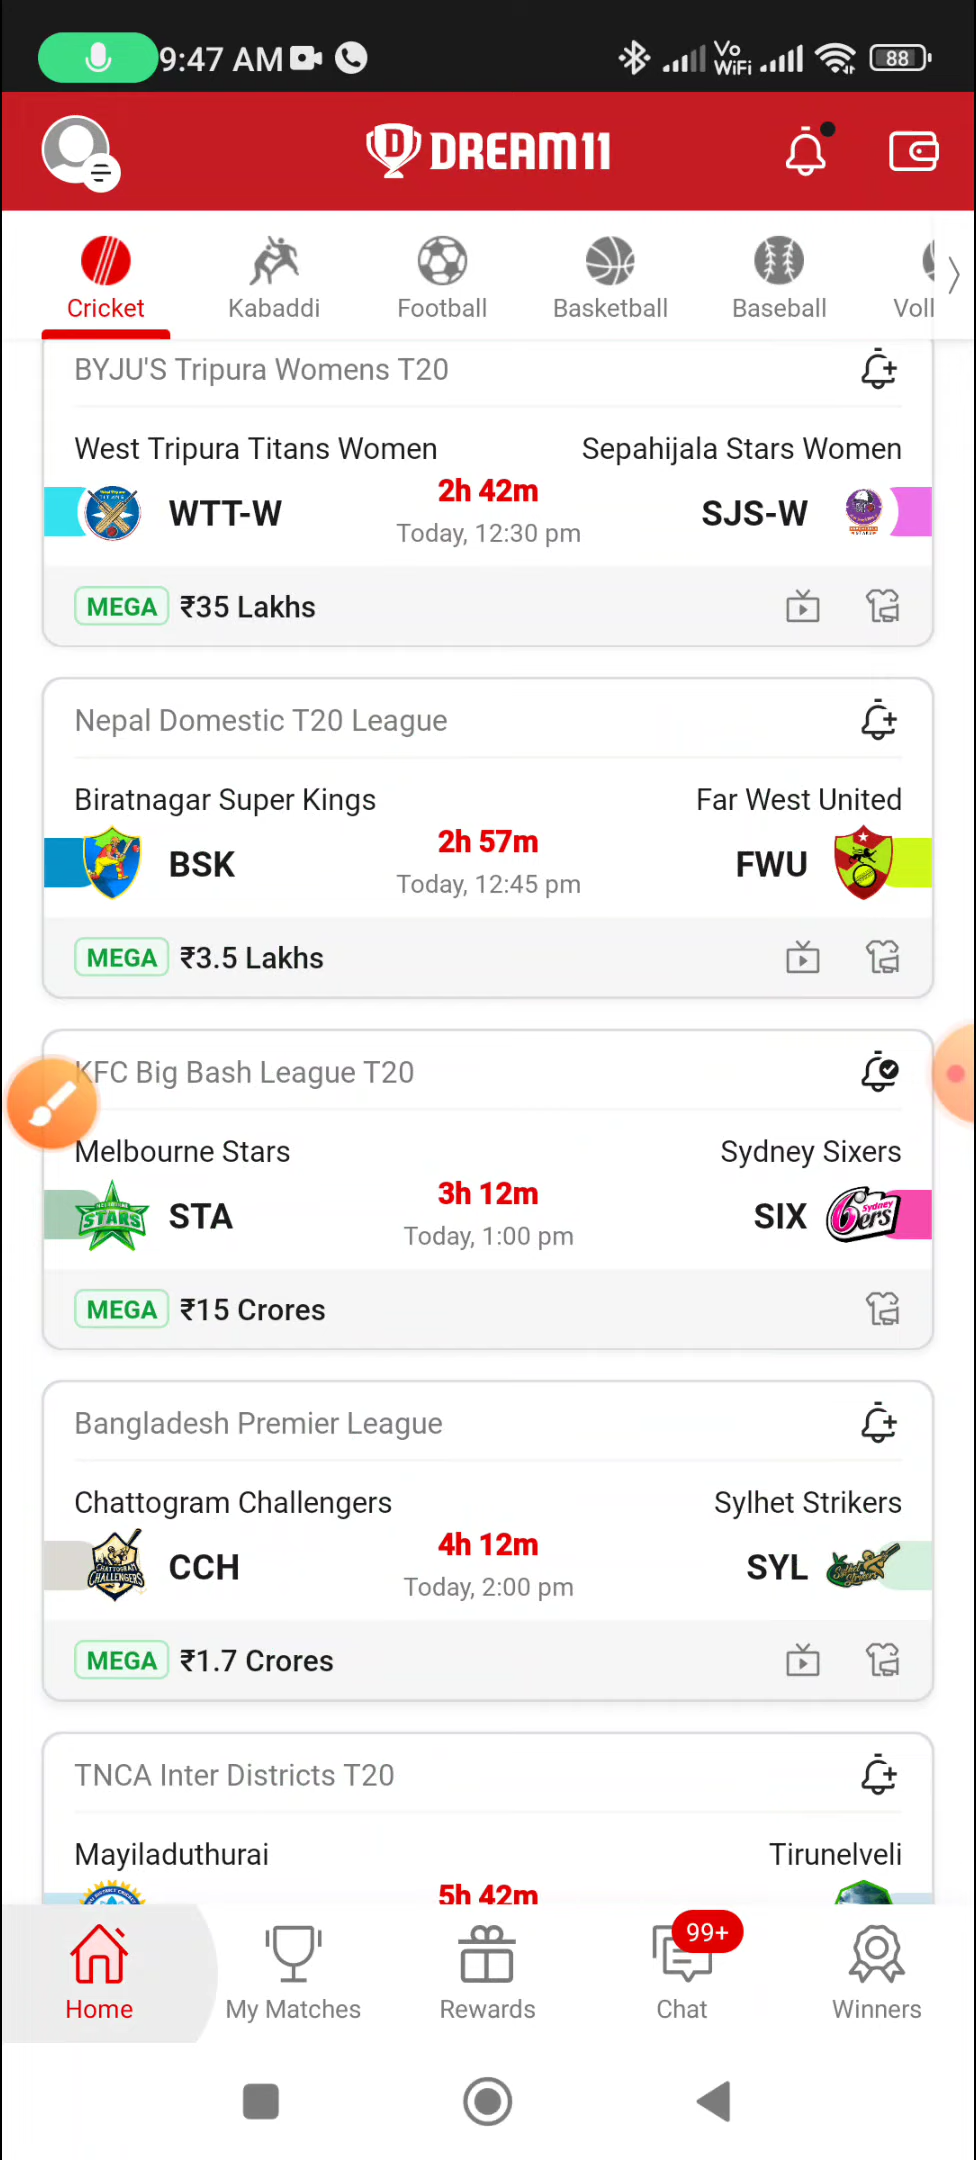 9:47 AM
Vo
WiFi
88
DREAM11
Cricket
Kabaddi
Football
Basketball
Baseball
Voll
BYJU'S Tripura Womens T20
West Tripura Titans Women
Sepahijala Stars Women
WTT-W
2h 42m
Today, 12:30 pm
SJS-W
MEGA ₹35 Lakhs
Nepal Domestic T20 League
Biratnagar Super Kings
Far West United
BSK
2h 57m
Today, 12:45 pm
FWU
MEGA ₹3.5 Lakhs
KFC Big Bash League T20
Melbourne Stars
Sydney Sixers
STARS
STA
3h 12m
Today, 1:00 pm
SIX
Sydney
6ers
MEGA ₹15 Crores
Bangladesh Premier League
Chattogram Challengers
Sylhet Strikers
CHATTOGRAM
CHALLENGERS
CCH
4h 12m
Today, 2:00 pm
SYL
MEGA ₹1.7 Crores
TNCA Inter Districts T20
Mayiladuthurai
Tirunelveli
5h 42m
Home
My Matches
Rewards
99+
Chat
Winners